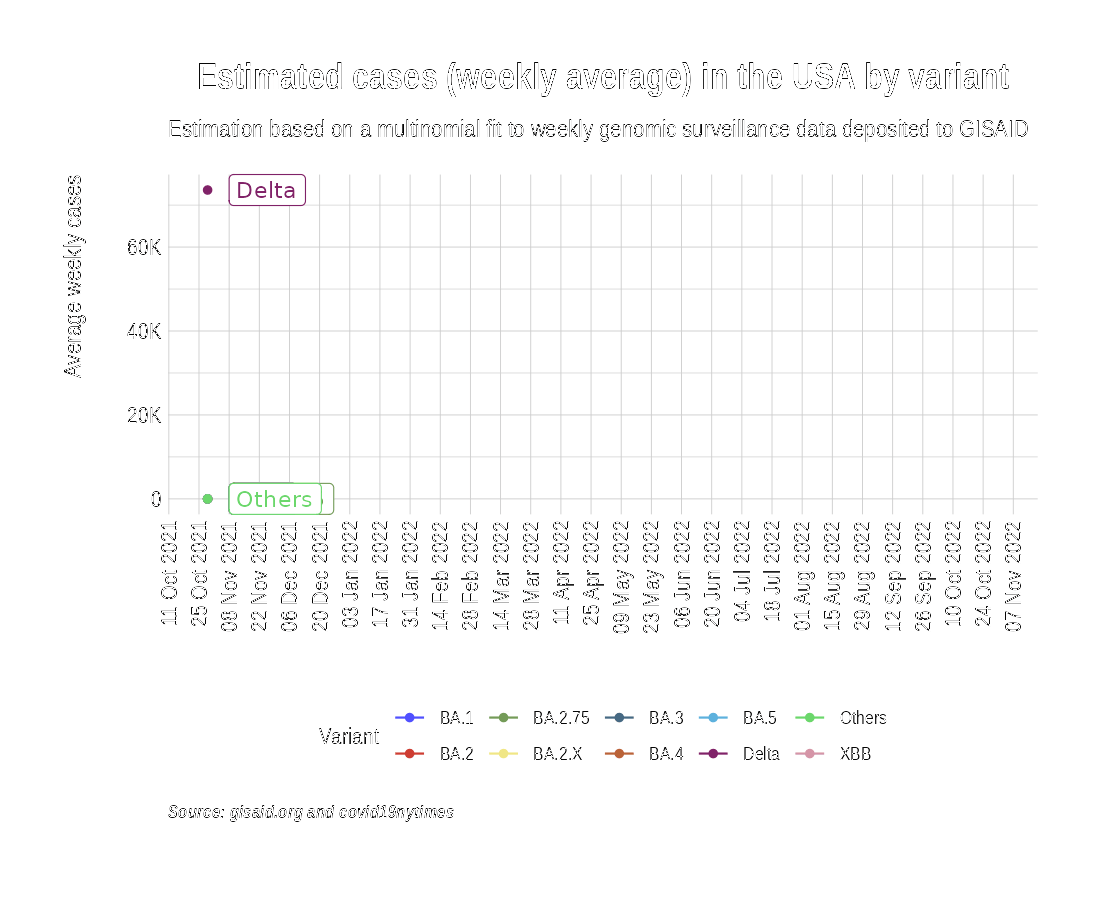 Estimated cases (weekly average) in the USA by variant
Estimation based on a multinomial fit to weekly genomic surveillance data deposited to GISAID
Average weekly cases
60K
40K
20K
0
Delta
Others
11 Oct 2021
25 Oct 2021
08 Nov 2021
22 Nov 2021
06 Dec 2021
20 Dec 2021
03 Jan 2022
17 Jan 2022
31 Jan 2022
14 Feb 2022
28 Feb 2022
14 Mar 2022
28 Mar 2022
11 Apr 2022
25 Apr 2022
09 May 2022
23 May 2022
06 Jun 2022
20 Jun 2022
04 Jul 2022
18 Jul 2022
01 Aug 2022
15 Aug 2022
29 Aug 2022
12 Sep 2022
26 Sep 2022
10 Oct 2022
24 Oct 2022
07 Nov 2022
Variant
BA.1 BA.2.75 BA.3 BA.5 Others
BA.2 BA.2.X BA.4 Delta XBB
Source: gisaid.org and covid19nytimes